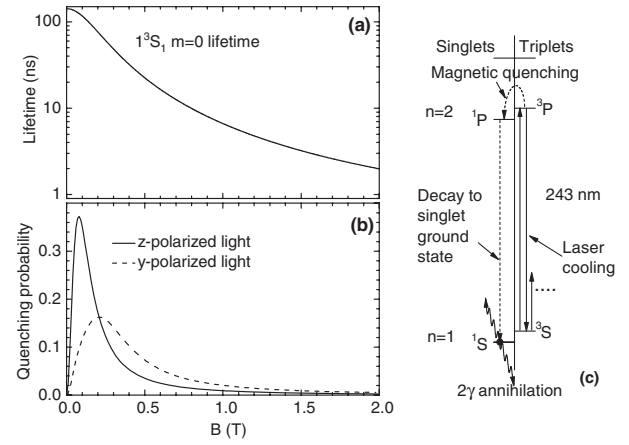 (a)
100
10
1
Lifetime (ns)
1³S₁ m=0 lifetime
(b)
0.3
0.2
0.1
0.0
Quenching probability
z-polarized light
y-polarized light
0.0 0.5 1.0 1.5 2.0
B (T)
Singlets Triplets
Magnetic quenching
n=2 ¹P ³P
243 nm
Decay to
singlet
ground
state
Laser
cooling
n=1 ¹S ³S
2γ annihilation
(c)